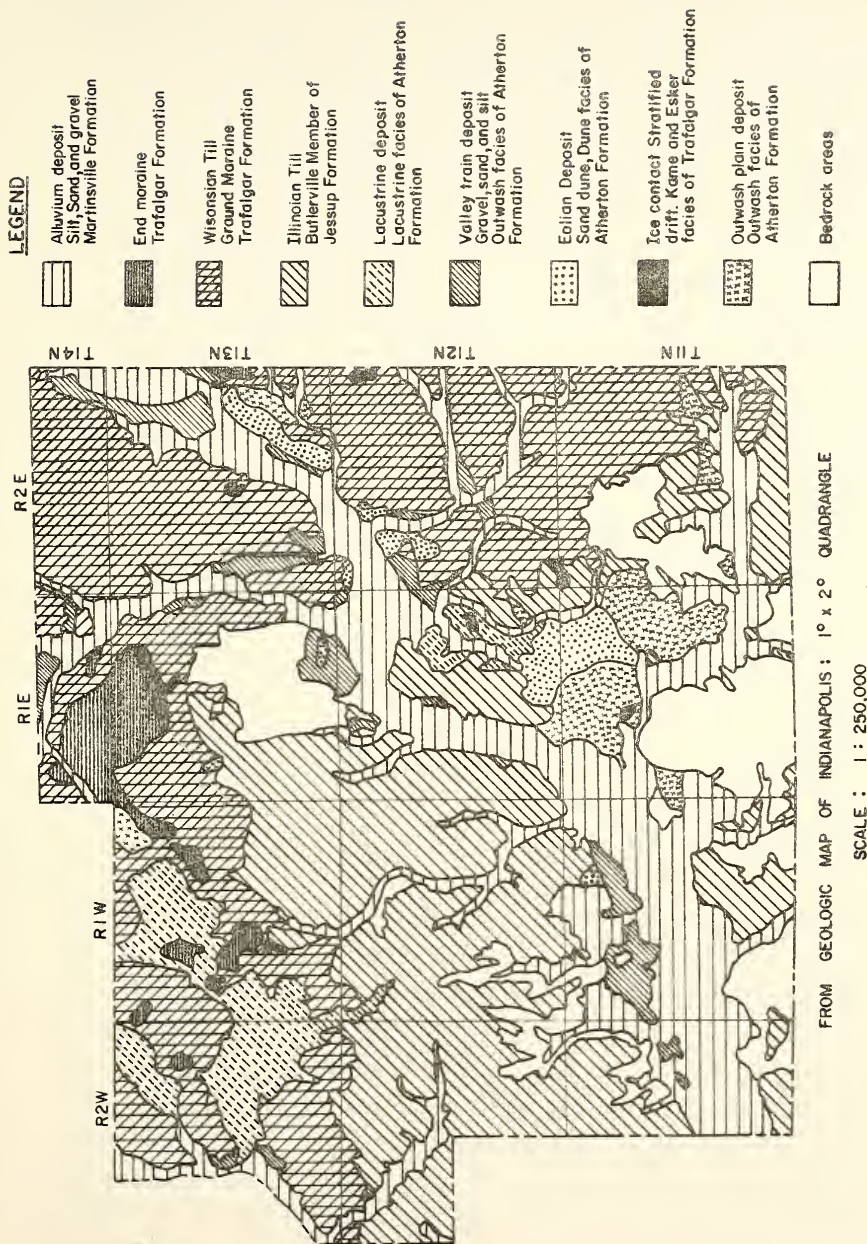 LEGEND
Alluvium deposit
Silt, Sand, and gravel
Martinsville Formation
End moraine
Trafalgar Formation
Wisonsian Till
Ground Moraine
Trafalgar Formation
Illinoian Till
Butlerville Member of
Jessup Formation
Lacustrine deposit
Lacustrine facies of Atherton
Formation
Valley train deposit
Gravel, sand, and silt
Outwash facies of Atherton
Formation
Eolian Deposit
Sand dune, Dune facies of
Atherton Formation
Ice contact Stratified
drift. Kame and Esker
facies of Trafalgar Formation
Outwash plain deposit
Outwash facies of
Atherton Formation
Bedrock areas
R2W
R1W
R1E
R2E
T14N
T13N
T12N
T11N
FROM GEOLOGIC MAP OF INDIANAPOLIS: 1° x 2° QUADRANGLE
SCALE : 1 : 250,000